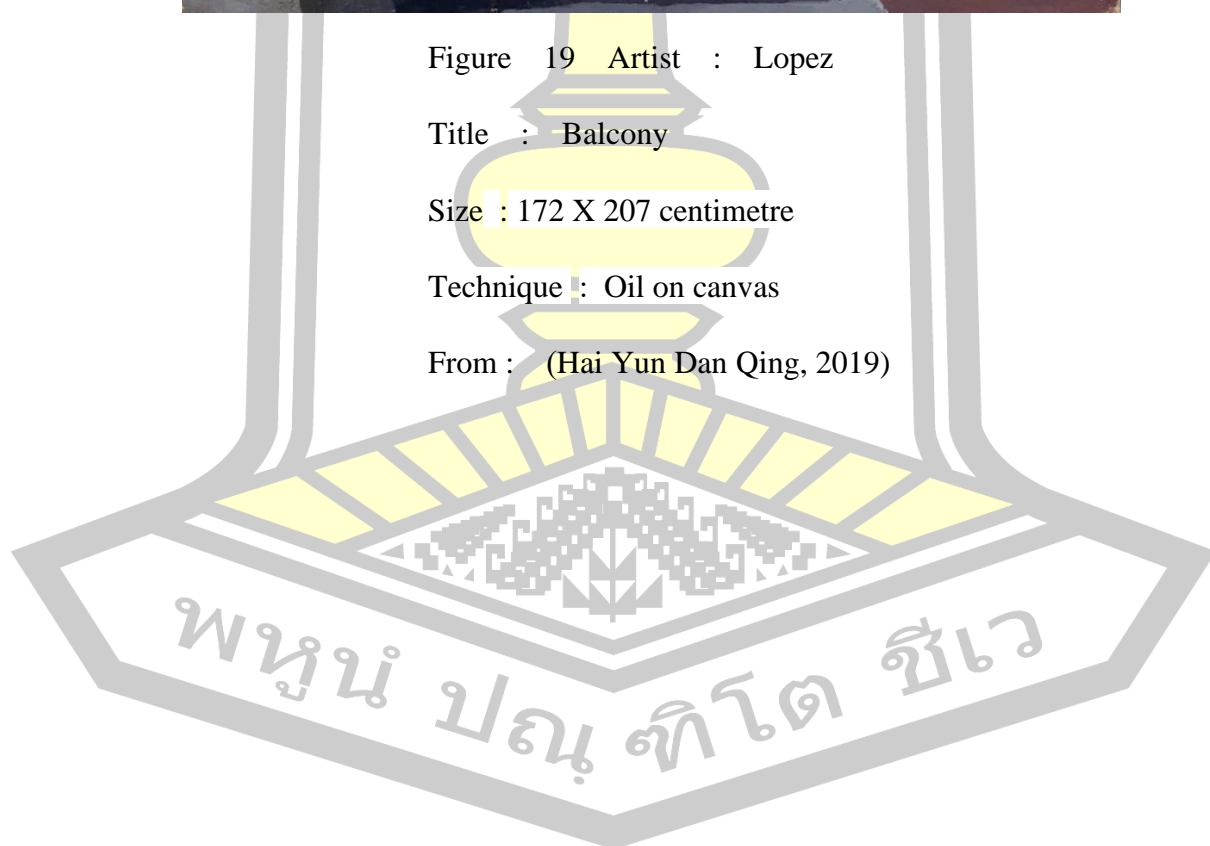 Figure 19 Artist : Lopez
Title : Balcony
Size : 172 X 207 centimetre
Technique : Oil on canvas
From : (Hai Yun Dan Qing, 2019)
พหูนํ ปณฺฑิโต ชีเว